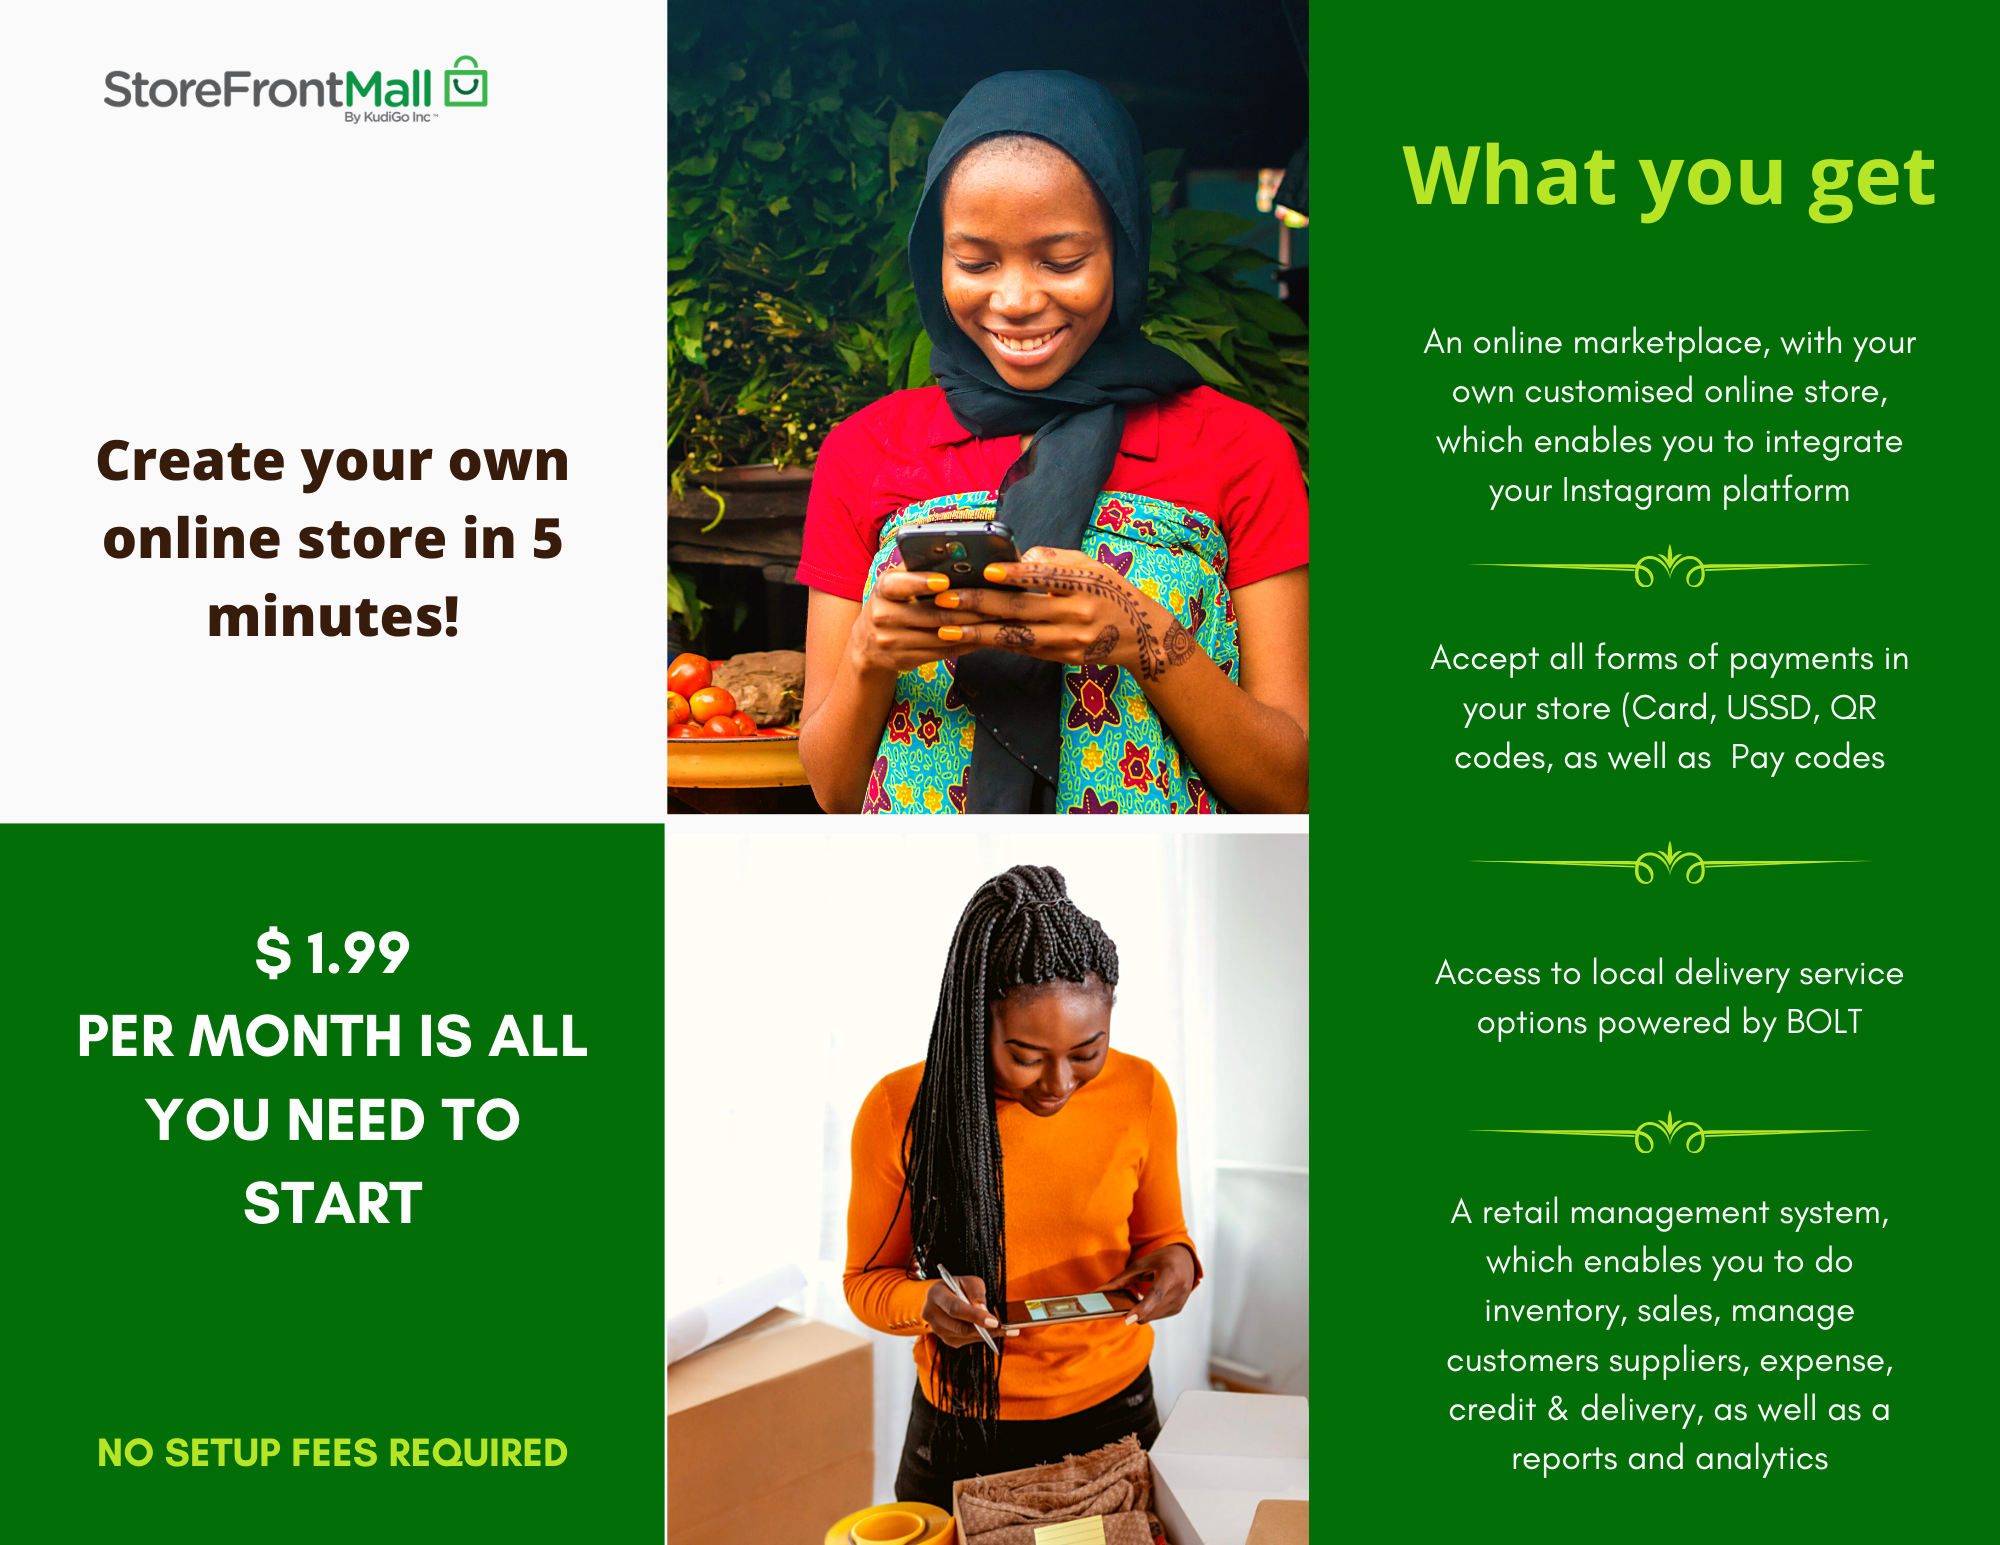 StoreFrontMall
By KudiGo Inc ™
Create your own
online store in 5
minutes!
$ 1.99
PER MONTH IS ALL
YOU NEED TO
START
NO SETUP FEES REQUIRED
What you get
An online marketplace, with your
own customised online store,
which enables you to integrate
your Instagram platform
Accept all forms of payments in
your store (Card, USSD, QR
codes, as well as  Pay codes
Access to local delivery service
options powered by BOLT
A retail management system,
which enables you to do
inventory, sales, manage
customers suppliers, expense,
credit & delivery, as well as a
reports and analytics